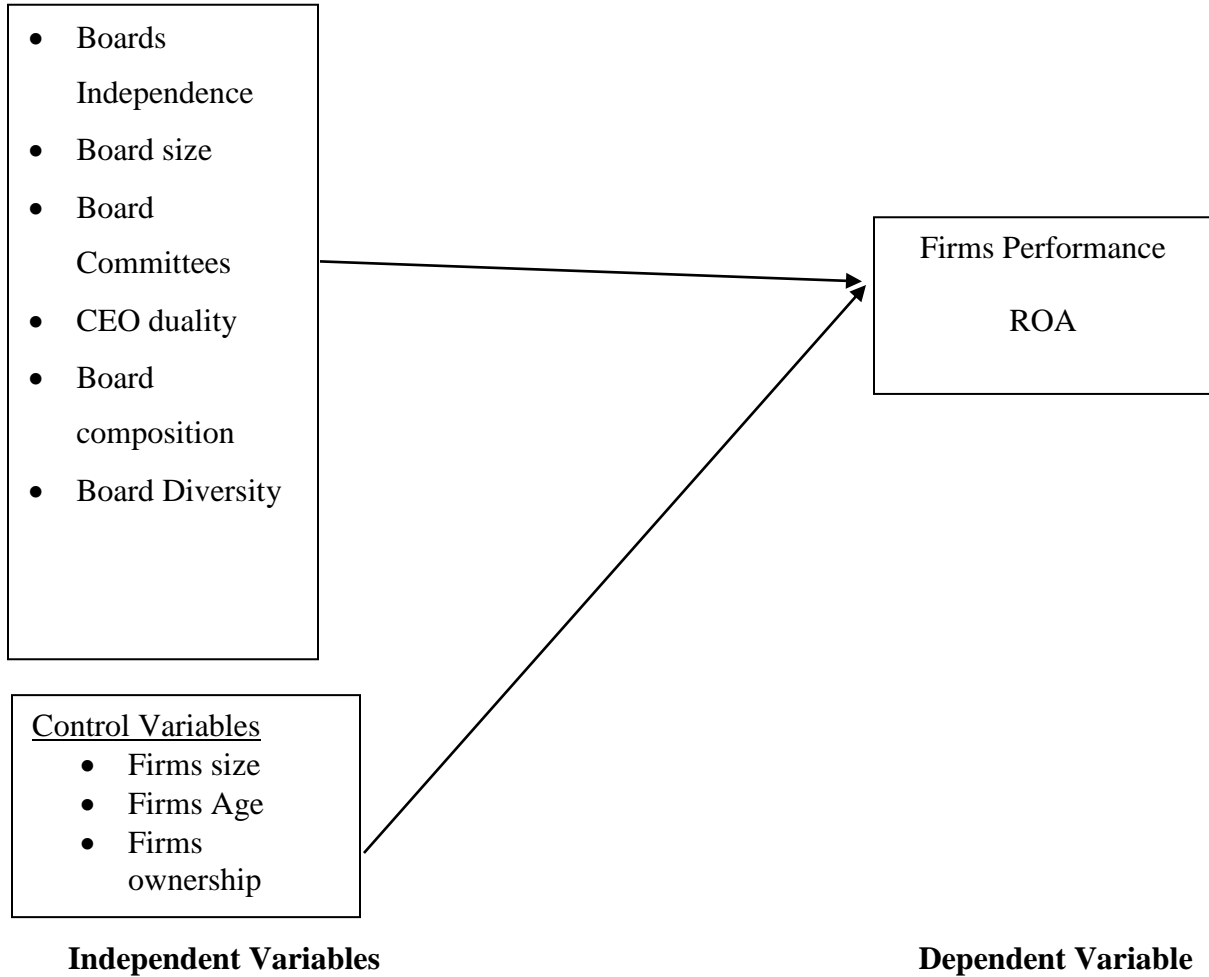 • Boards
Independence
• Board size
• Board
Committees
• CEO duality
• Board
composition
• Board Diversity
Firms Performance
ROA
Control Variables
• Firms size
• Firms Age
• Firms
ownership
Independent Variables
Dependent Variable